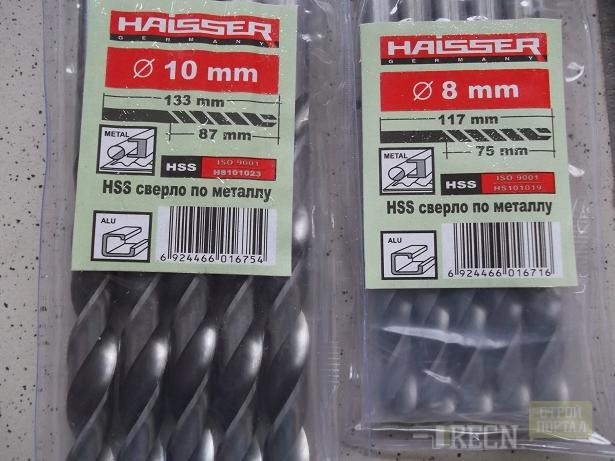 HAISSER
GERMANY
Ø 10 mm
133 mm
87 mm
METAL
HSS
ISO 9001
HS101023
HSS сверло по металлу
ALU
6 924466 016754
HAISSER
GERMANY
Ø 8 mm
117 mm
75 mm
METAL
HSS
ISO 9001
HS101019
HSS сверло по металлу
ALU
6 924466 016716
СТРОЙ
ПОРТАЛ